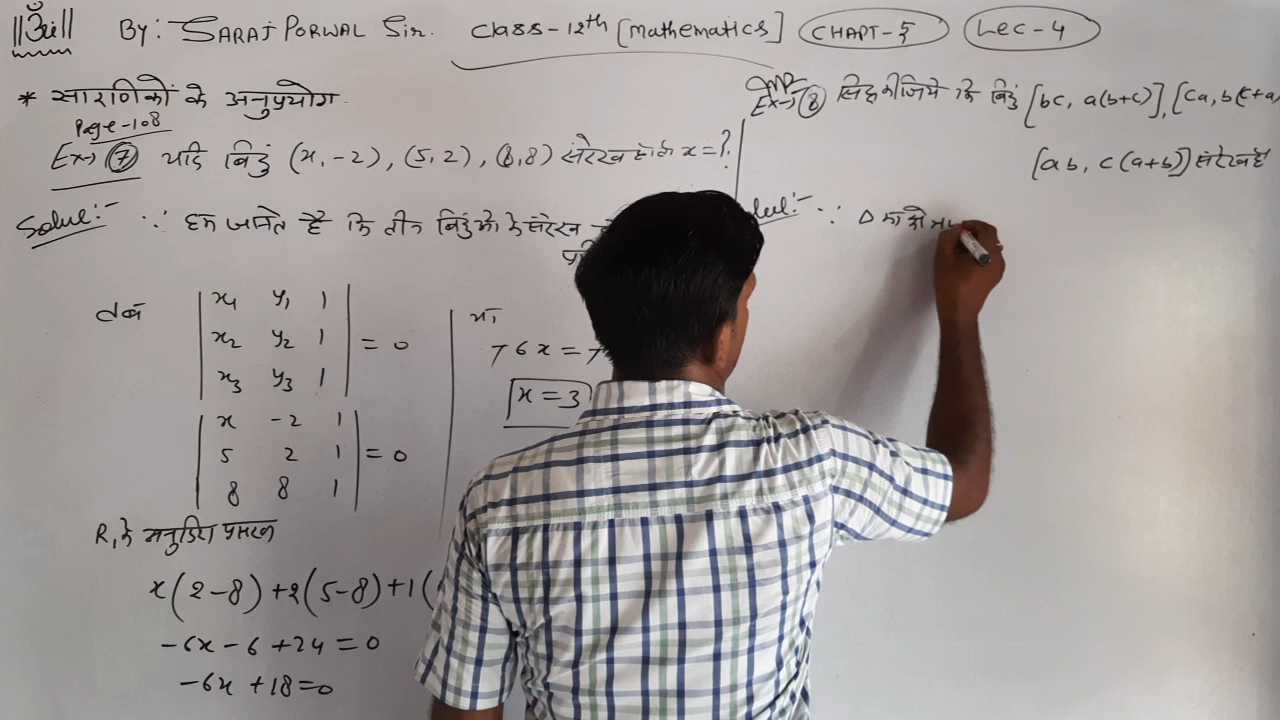 ||ॐ|| By: SARAJ PORWAL Sir. Class-12th [Mathematics] CHAPT-5 Lec-4
* सारणिकों के अनुप्रयोग
Page-108
Ex→ 7 यदि बिंदु (x, -2), (5, 2), (8, 8) संरेख हो तो x = ?
Solve:- ∵ हम जानते है कि तीन बिंदुओ के संरेख
तब | x1 y1 1 |
| x2 y2 1 | = 0
| x3 y3 1 |
| x -2 1 |
| 5 2 1 | = 0
| 8 8 1 |
R1 के अनुदिश प्रसरण
x(2-8)+2(5-8)+1(
-6x - 6 + 24 = 0
-6x + 18 = 0
या,
+6x = +
x = 3
Imp
Ex→ 8 सिद्ध कीजिये कि बिंदु [bc, a(b+c)], [ca, b(c+a)
[ab, c(a+b)] संरेख है
∵ Δ का क्षे